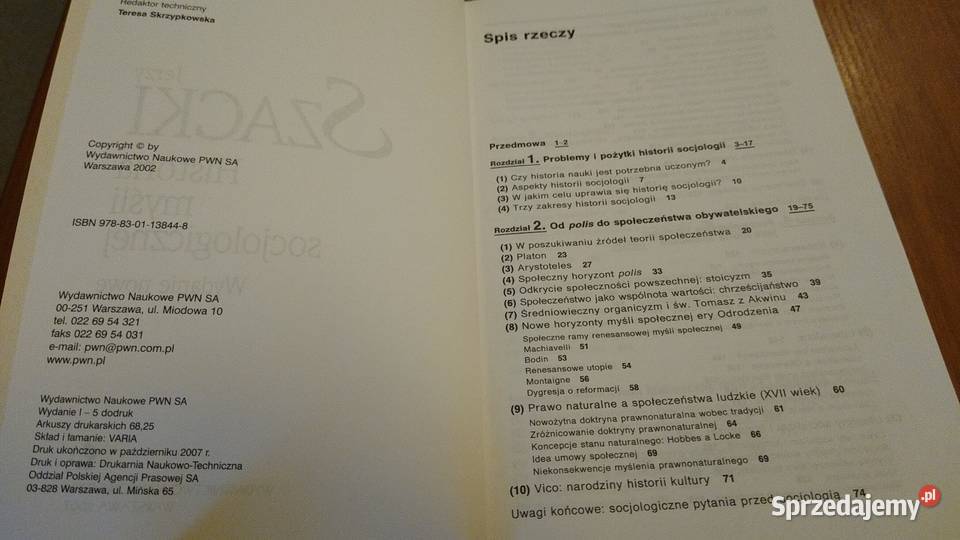 Redaktor techniczny
Teresa Skrzypkowska
Jerzy
SZACKI
Historia
myśli
socjologicznej
Wydanie nowe
Copyright © by
Wydawnictwo Naukowe PWN SA
Warszawa 2002
ISBN 978-83-01-13844-8
Wydawnictwo Naukowe PWN SA
00-251 Warszawa, ul. Miodowa 10
tel. 022 69 54 321
faks 022 69 54 031
e-mail: pwn@pwn.com.pl
www.pwn.pl
Wydawnictwo Naukowe PWN SA
Wydanie I – 5 dodruk
Arkuszy drukarskich 68,25
Skład i łamanie: VARIA
Druk ukończono w październiku 2007 r.
Druk i oprawa: Drukarnia Naukowo-Techniczna
Oddział Polskiej Agencji Prasowej SA
03-828 Warszawa, ul. Mińska 65
Spis rzeczy
Przedmowa 1-2
Rozdział 1. Problemy i pożytki historii socjologii 3-17
(1) Czy historia nauki jest potrzebna uczonym? 4
(2) Aspekty historii socjologii 7
(3) W jakim celu uprawia się historię socjologii? 10
(4) Trzy zakresy historii socjologii 13
Rozdział 2. Od polis do społeczeństwa obywatelskiego 19-75
(1) W poszukiwaniu źródeł teorii społeczeństwa 20
(2) Platon 23
(3) Arystoteles 27
(4) Społeczny horyzont polis 33
(5) Odkrycie społeczności powszechnej: stoicyzm 35
(6) Społeczeństwo jako wspólnota wartości: chrześcijaństwo 39
(7) Średniowieczny organicyzm i św. Tomasz z Akwinu 43
(8) Nowe horyzonty myśli społecznej ery Odrodzenia 47
Społeczne ramy renesansowej myśli społecznej 49
Machiavelli 51
Bodin 53
Renesansowe utopie 54
Montaigne 56
Dygresja o reformacji 58
(9) Prawo naturalne a społeczeństwa ludzkie (XVII wiek) 60
Nowożytna doktryna prawnonaturalna wobec tradycji 61
Zróżnicowanie doktryny prawnonaturalnej 64
Koncepcje stanu naturalnego: Hobbes a Locke 66
Idea umowy społecznej 69
Niekonsekwencje myślenia prawnonaturalnego 69
(10) Vico: narodziny historii kultury 71
Uwagi końcowe: socjologiczne pytania przed socjologią 74
Sprzedajemy.pl